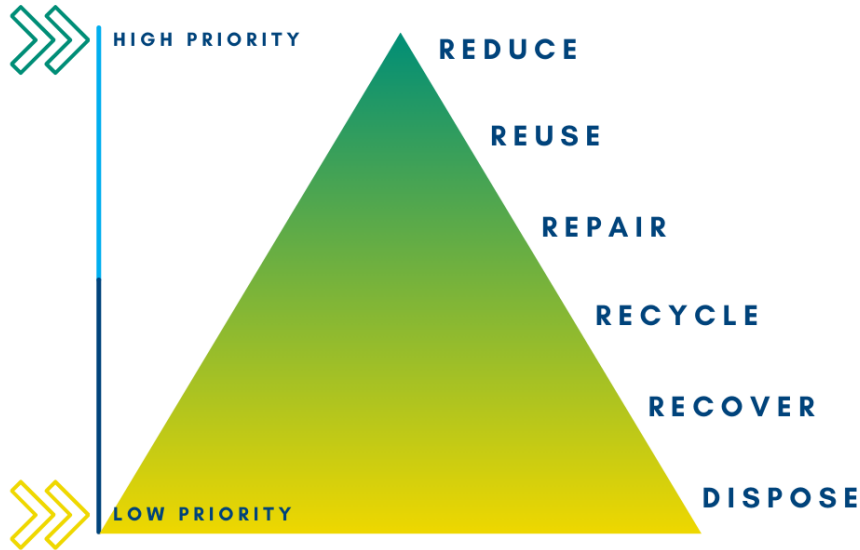 HIGH PRIORITY
REDUCE
REUSE
REPAIR
RECYCLE
RECOVER
DISPOSE
LOW PRIORITY